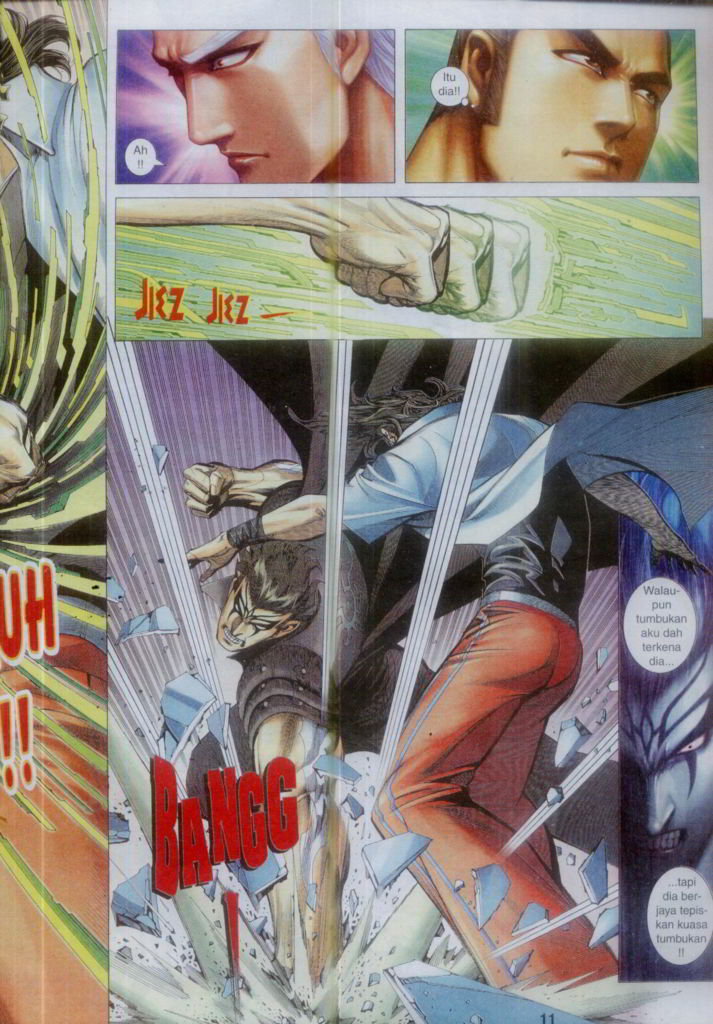 Ah
!!
Itu
dia!!
JIEZ JIEZ
UH
!!
BANGG
!
Walau-
pun
tumbukan
aku dah
terkena
dia...
...tapi
dia ber-
jaya tepis-
kan kuasa
tumbukan
!!
11